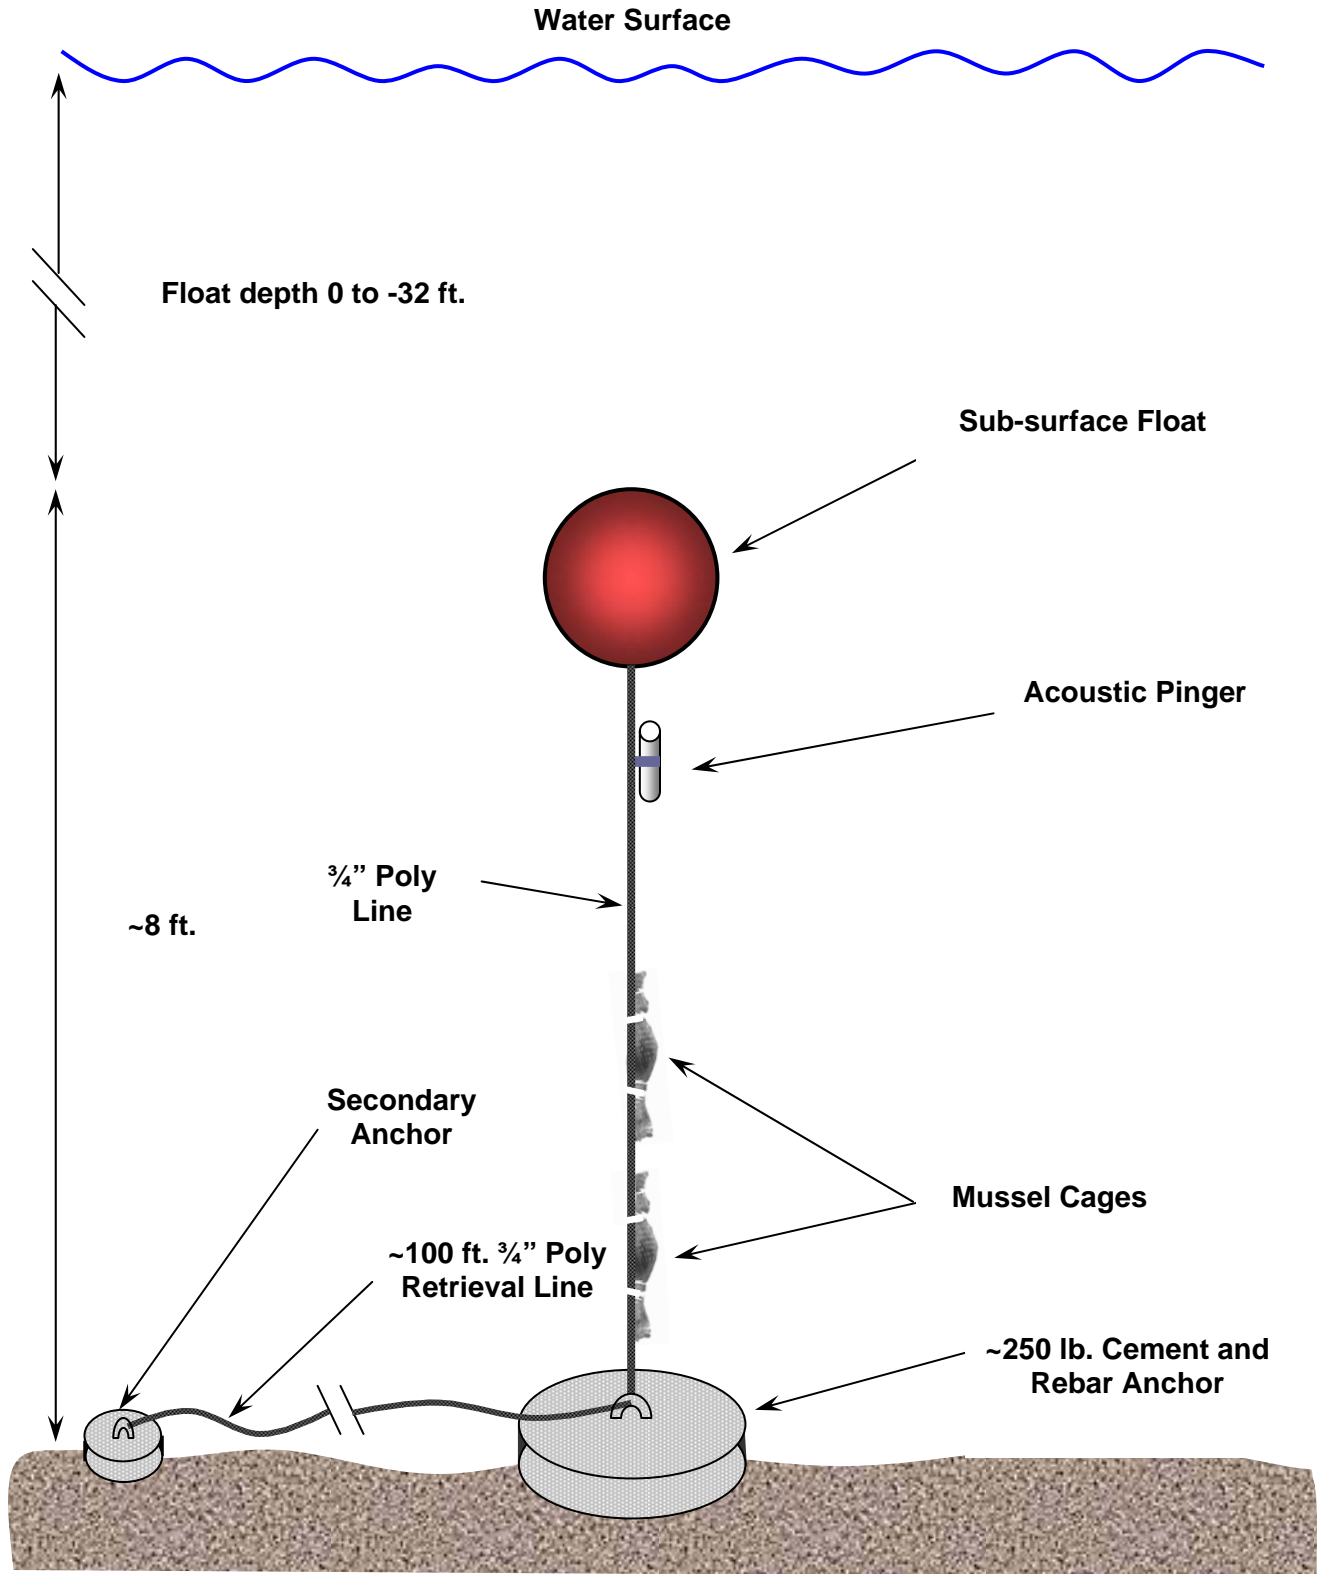 Water Surface
Float depth 0 to -32 ft.
Sub-surface Float
Acoustic Pinger
¾” Poly
Line
~8 ft.
Secondary
Anchor
Mussel Cages
~100 ft. ¾” Poly
Retrieval Line
~250 lb. Cement and
Rebar Anchor